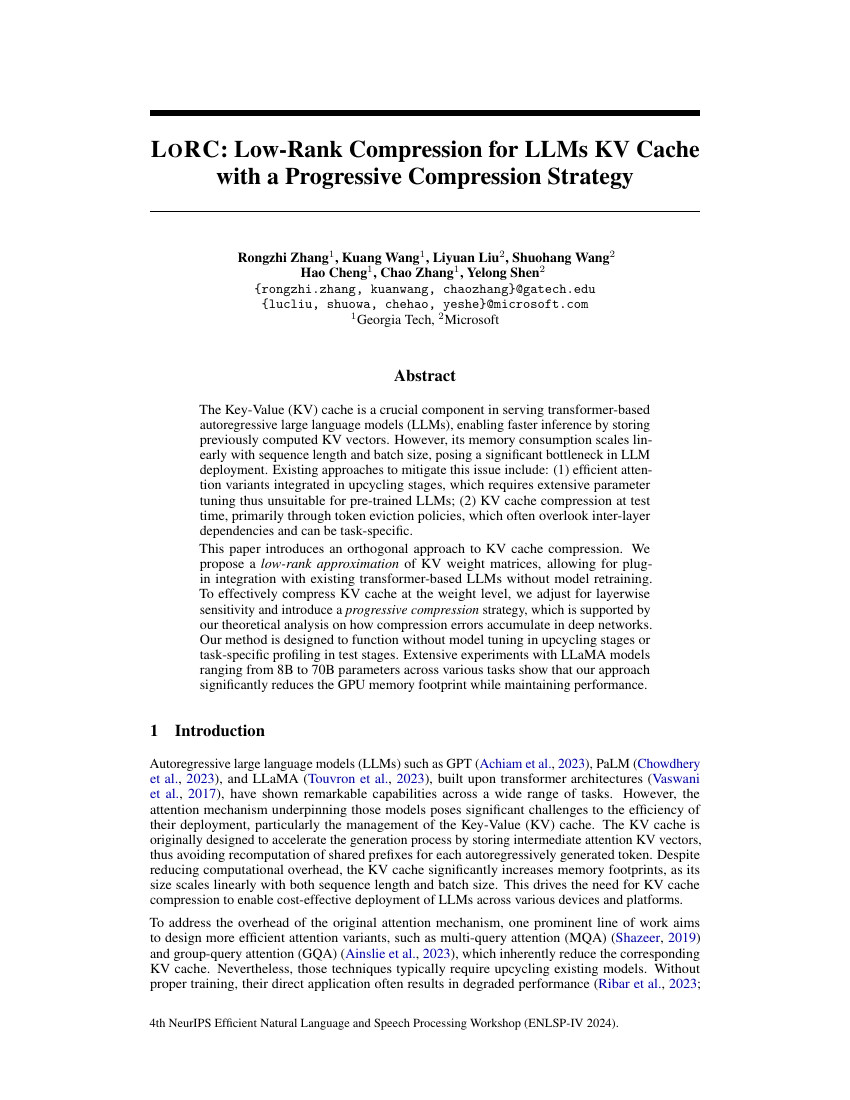 LORC: Low-Rank Compression for LLMs KV Cache
with a Progressive Compression Strategy
Rongzhi Zhang¹, Kuang Wang¹, Liyuan Liu², Shuohang Wang²
Hao Cheng¹, Chao Zhang¹, Yelong Shen²
{rongzhi.zhang, kuanwang, chaozhang}@gatech.edu
{lucliu, shuowa, chehao, yeshe}@microsoft.com
¹Georgia Tech, ²Microsoft
Abstract
The Key-Value (KV) cache is a crucial component in serving transformer-based
autoregressive large language models (LLMs), enabling faster inference by storing
previously computed KV vectors. However, its memory consumption scales lin-
early with sequence length and batch size, posing a significant bottleneck in LLM
deployment. Existing approaches to mitigate this issue include: (1) efficient atten-
tion variants integrated in upcycling stages, which requires extensive parameter
tuning thus unsuitable for pre-trained LLMs; (2) KV cache compression at test
time, primarily through token eviction policies, which often overlook inter-layer
dependencies and can be task-specific.
This paper introduces an orthogonal approach to KV cache compression. We
propose a low-rank approximation of KV weight matrices, allowing for plug-
in integration with existing transformer-based LLMs without model retraining.
To effectively compress KV cache at the weight level, we adjust for layerwise
sensitivity and introduce a progressive compression strategy, which is supported by
our theoretical analysis on how compression errors accumulate in deep networks.
Our method is designed to function without model tuning in upcycling stages or
task-specific profiling in test stages. Extensive experiments with LLaMA models
ranging from 8B to 70B parameters across various tasks show that our approach
significantly reduces the GPU memory footprint while maintaining performance.
1 Introduction
Autoregressive large language models (LLMs) such as GPT (Achiam et al., 2023), PaLM (Chowdhery
et al., 2023), and LLaMA (Touvron et al., 2023), built upon transformer architectures (Vaswani
et al., 2017), have shown remarkable capabilities across a wide range of tasks. However, the
attention mechanism underpinning those models poses significant challenges to the efficiency of
their deployment, particularly the management of the Key-Value (KV) cache. The KV cache is
originally designed to accelerate the generation process by storing intermediate attention KV vectors,
thus avoiding recomputation of shared prefixes for each autoregressively generated token. Despite
reducing computational overhead, the KV cache significantly increases memory footprints, as its
size scales linearly with both sequence length and batch size. This drives the need for KV cache
compression to enable cost-effective deployment of LLMs across various devices and platforms.
To address the overhead of the original attention mechanism, one prominent line of work aims
to design more efficient attention variants, such as multi-query attention (MQA) (Shazeer, 2019)
and group-query attention (GQA) (Ainslie et al., 2023), which inherently reduce the corresponding
KV cache. Nevertheless, those techniques typically require upcycling existing models. Without
proper training, their direct application often results in degraded performance (Ribar et al., 2023;
4th NeurIPS Efficient Natural Language and Speech Processing Workshop (ENLSP-IV 2024).